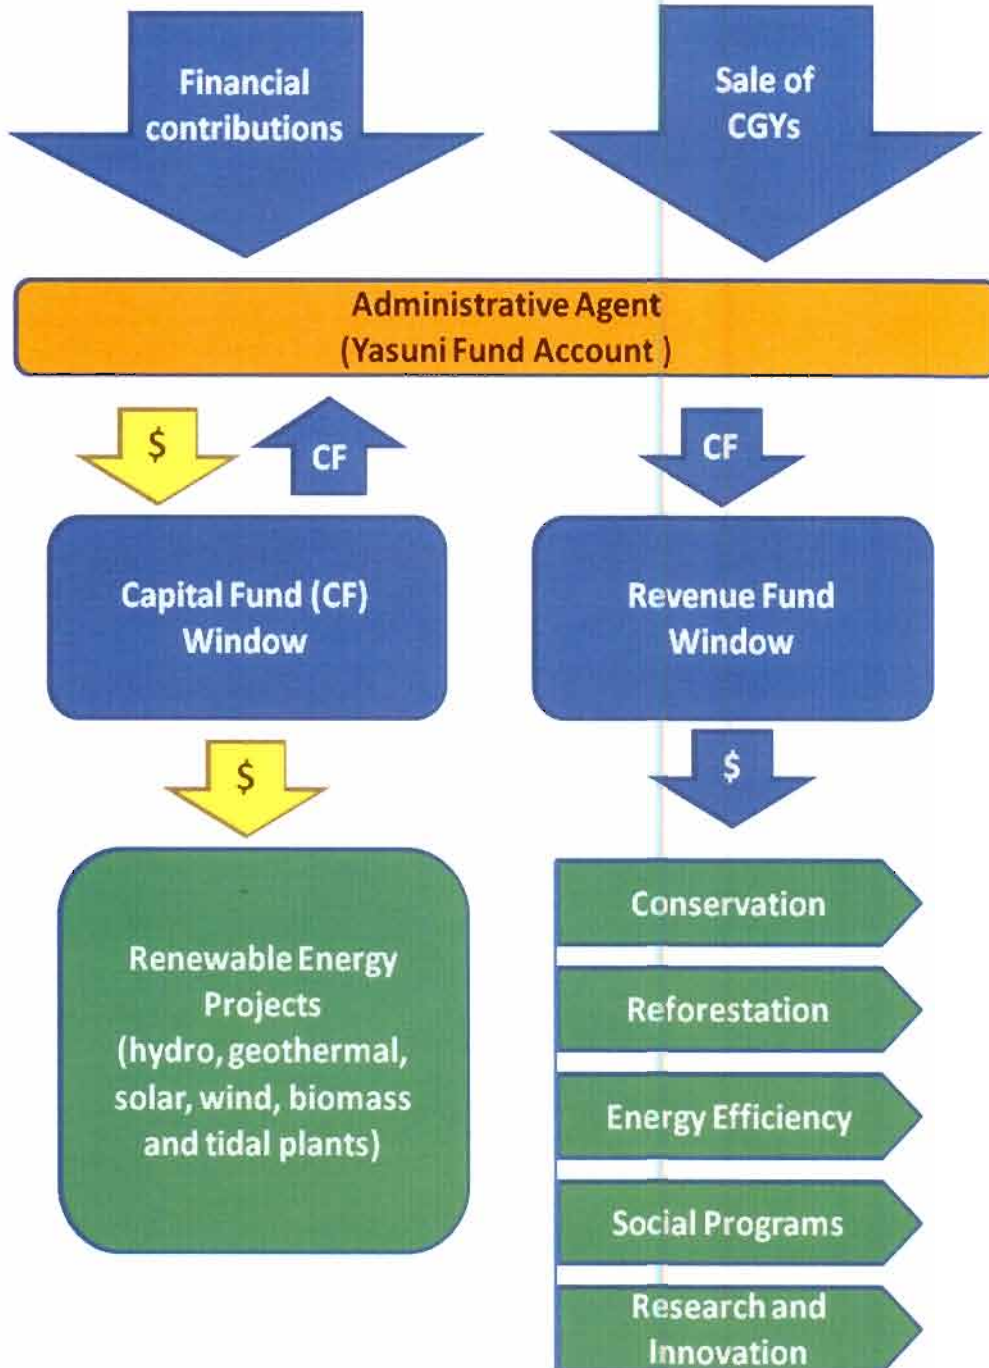 Financial
contributions
Sale of
CGYs
Administrative Agent
(Yasuni Fund Account )
$
CF
CF
Capital Fund (CF)
Window
Revenue Fund
Window
$
$
Renewable Energy
Projects
(hydro, geothermal,
solar, wind, biomass
and tidal plants)
Conservation
Reforestation
Energy Efficiency
Social Programs
Research and
Innovation